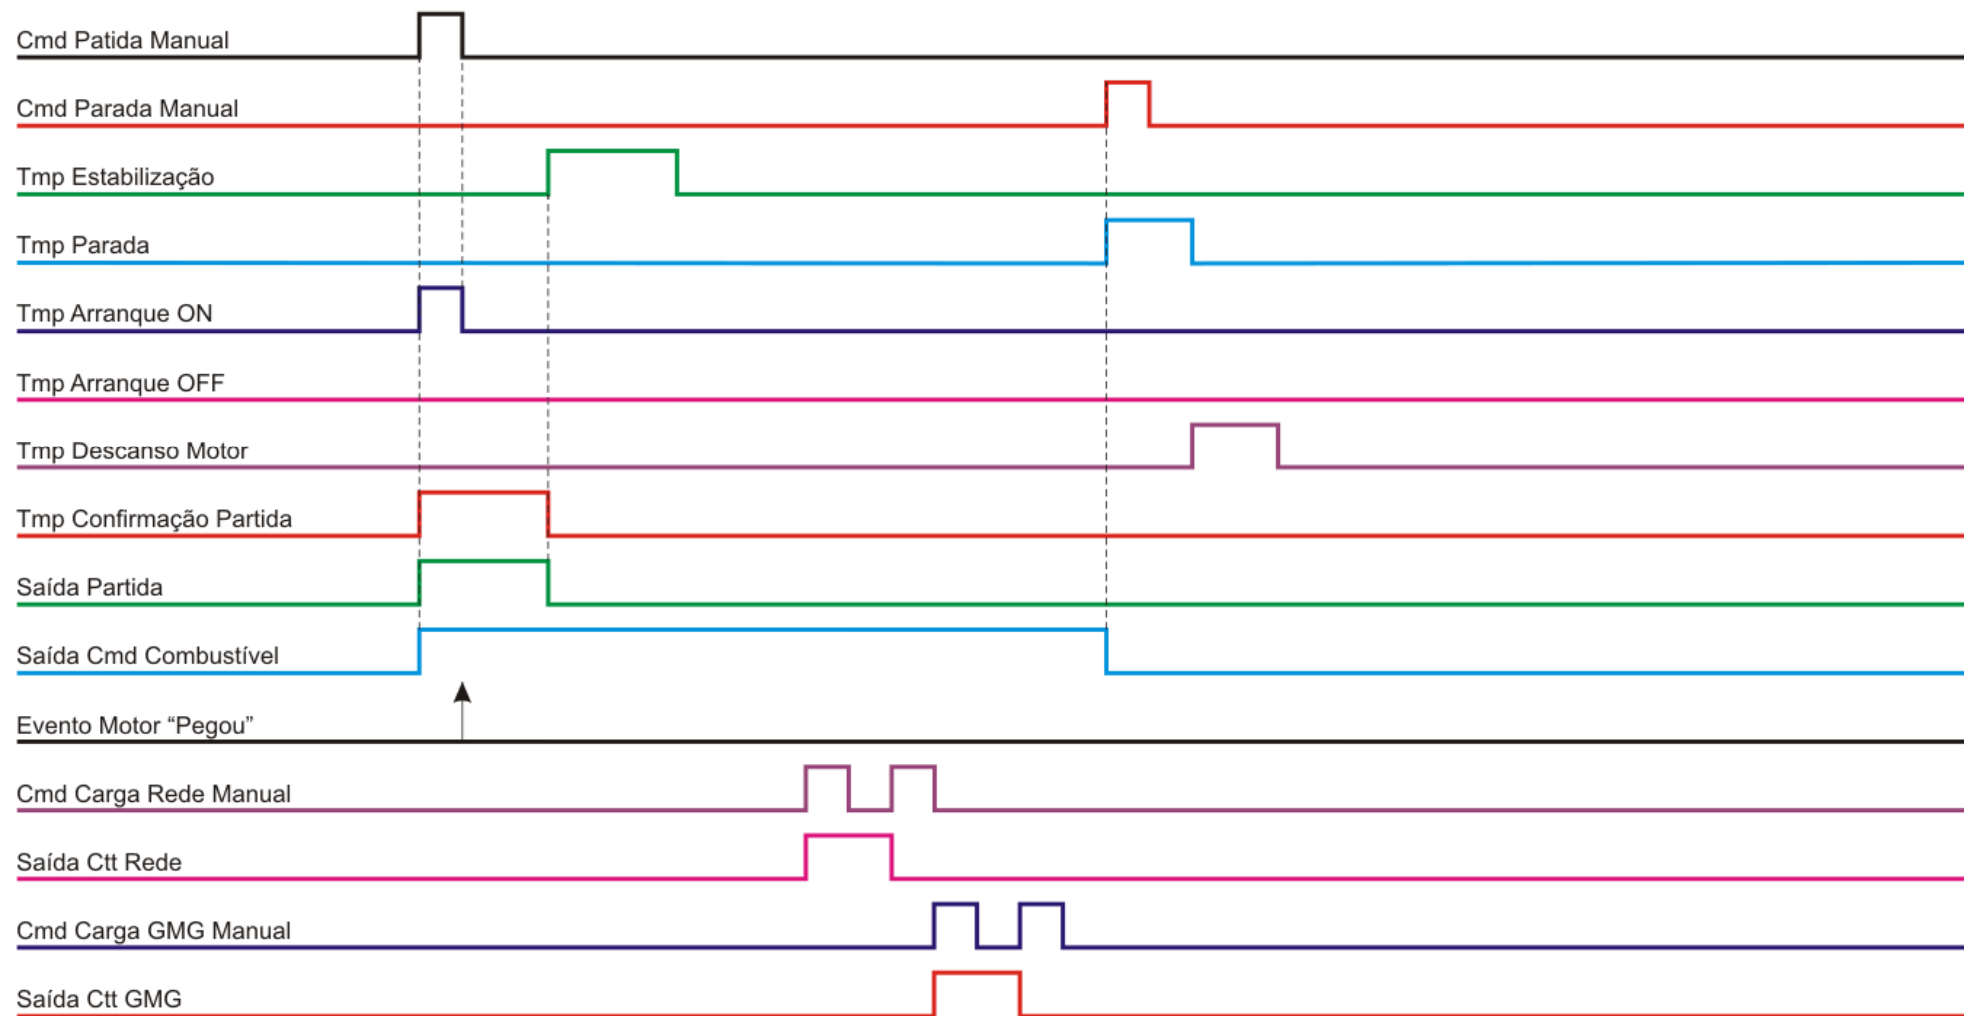 Cmd Patida Manual
Cmd Parada Manual
Tmp Estabilização
Tmp Parada
Tmp Arranque ON
Tmp Arranque OFF
Tmp Descanso Motor
Tmp Confirmação Partida
Saída Partida
Saída Cmd Combustível
Evento Motor “Pegou”
Cmd Carga Rede Manual
Saída Ctt Rede
Cmd Carga GMG Manual
Saída Ctt GMG